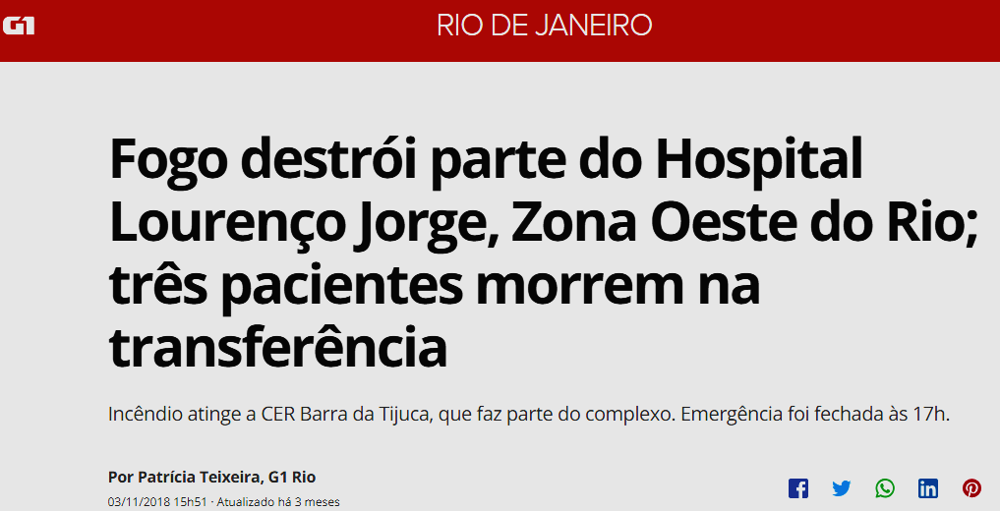 G1
RIO DE JANEIRO
Fogo destrói parte do Hospital
Lourenço Jorge, Zona Oeste do Rio;
três pacientes morrem na
transferência
Incêndio atinge a CER Barra da Tijuca, que faz parte do complexo. Emergência foi fechada às 17h.
Por Patrícia Teixeira, G1 Rio
03/11/2018 15h51 · Atualizado há 3 meses